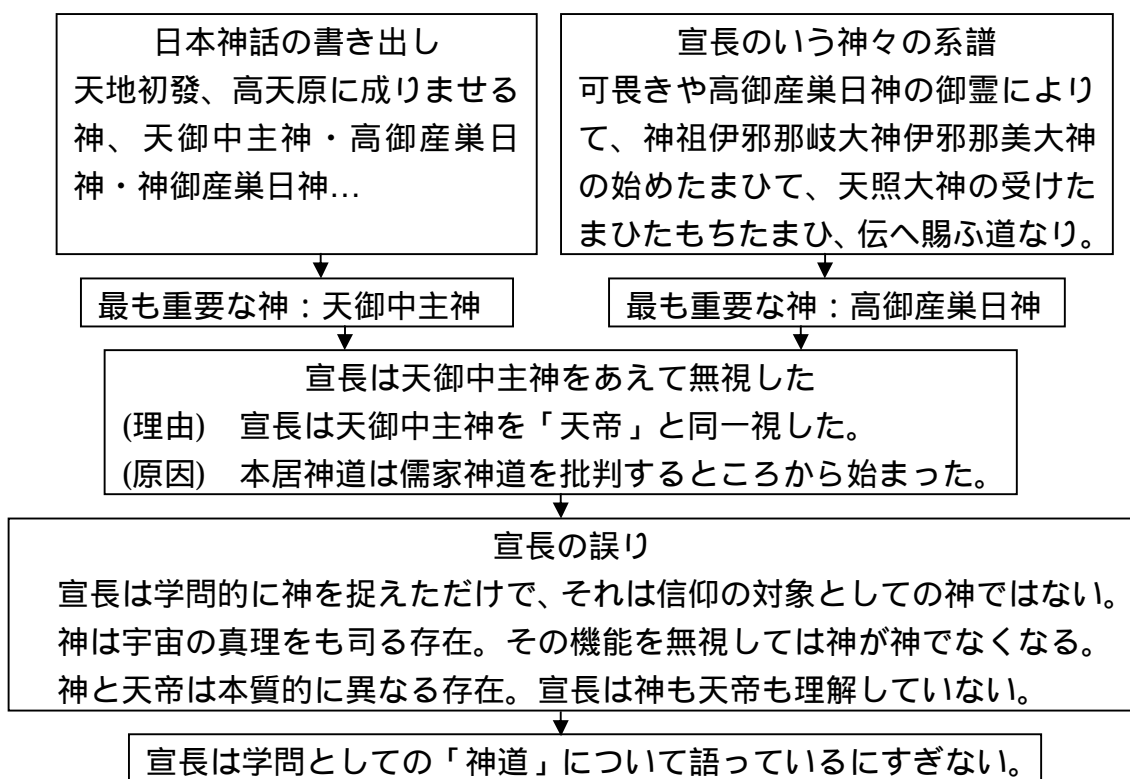 日本神話の書き出し
天地初發、高天原に成りませる
神、天御中主神・高御産巣日
神・神御産巣日神…
宣長のいう神々の系譜
可畏きや高御産巣日神の御霊により
て、神祖伊邪那岐大神伊邪那美大神
の始めたまひて、天照大神の受けた
まひたもちたまひ、伝へ賜ふ道なり。
最も重要な神：天御中主神
最も重要な神：高御産巣日神
宣長は天御中主神をあえて無視した
(理由)　宣長は天御中主神を「天帝」と同一視した。
(原因)　本居神道は儒家神道を批判するところから始まった。
宣長の誤り
宣長は学問的に神を捉えただけで、それは信仰の対象としての神ではない。
神は宇宙の真理をも司る存在。その機能を無視しては神が神でなくなる。
神と天帝は本質的に異なる存在。宣長は神も天帝も理解していない。
宣長は学問としての「神道」について語っているにすぎない。